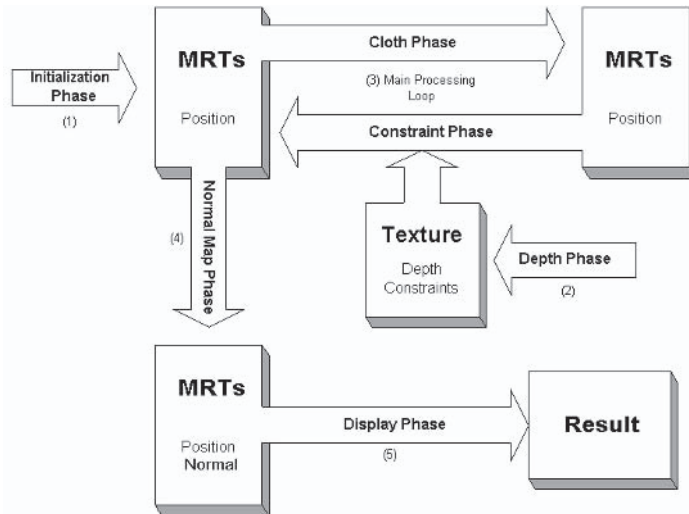 Initialization
Phase
(1)
MRTs
Position
Cloth Phase
(3) Main Processing
Loop
Constraint Phase
MRTs
Position
Normal Map Phase
(4)
Texture
Depth
Constraints
Depth Phase
(2)
MRTs
Position
Normal
Display Phase
(5)
Result